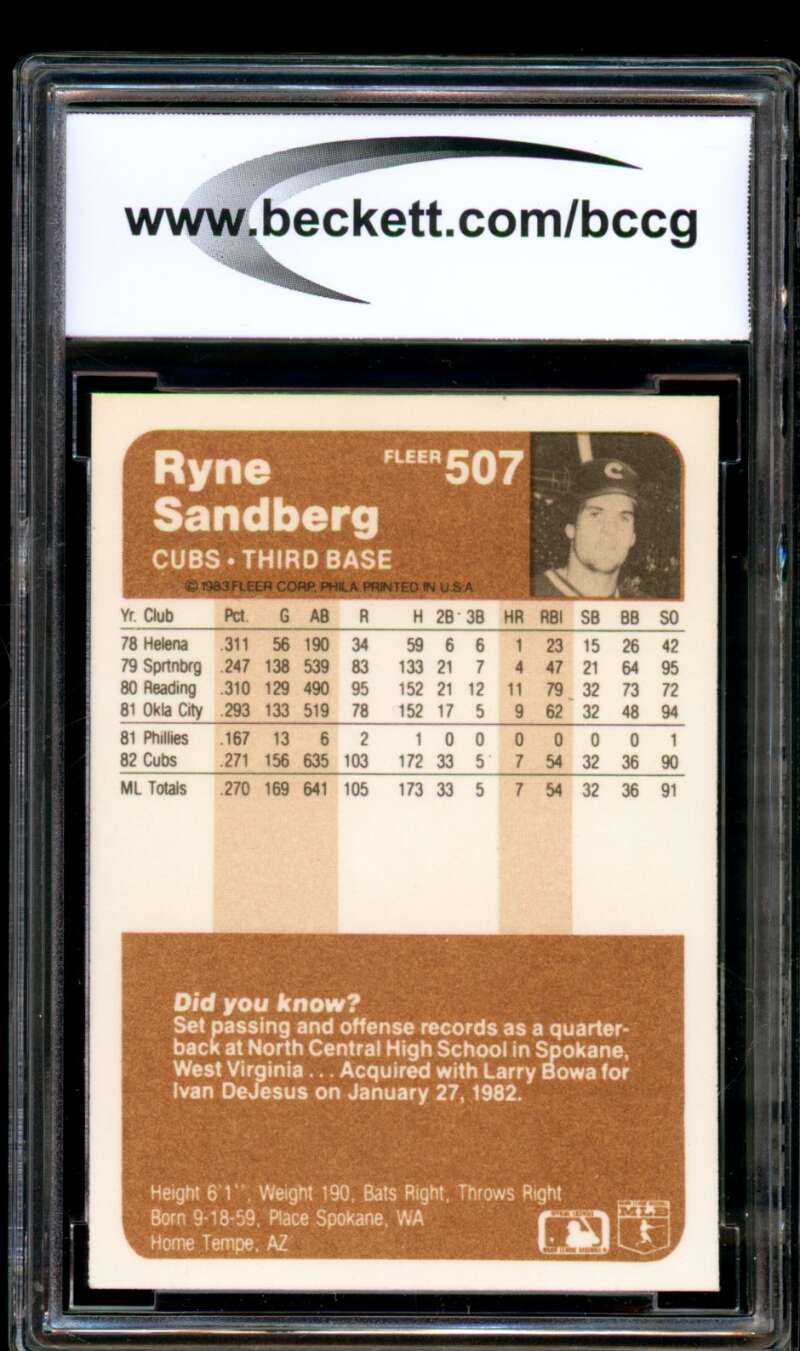 www.beckett.com/bccg
Ryne
Sandberg
FLEER 507
CUBS • THIRD BASE
© 1983 FLEER CORP. PHILA. PRINTED IN U.S.A.
Yr. Club Pct. G AB R H 2B 3B HR RBI SB BB SO
78 Helena .311 56 190 34 59 6 6 1 23 15 26 42
79 Sprtnbrg .247 138 539 83 133 21 7 4 47 21 64 95
80 Reading .310 129 490 95 152 21 12 11 79 32 73 72
81 Okla City .293 133 519 78 152 17 5 9 62 32 48 94
81 Phillies .167 13 6 2 1 0 0 0 0 0 0 1
82 Cubs .271 156 635 103 172 33 5 7 54 32 36 90
ML Totals .270 169 641 105 173 33 5 7 54 32 36 91
Did you know?
Set passing and offense records as a quarter-
back at North Central High School in Spokane,
West Virginia ... Acquired with Larry Bowa for
Ivan DeJesus on January 27, 1982.
Height 6'1'', Weight 190, Bats Right, Throws Right
Born 9-18-59, Place Spokane, WA
Home Tempe, AZ
MLB